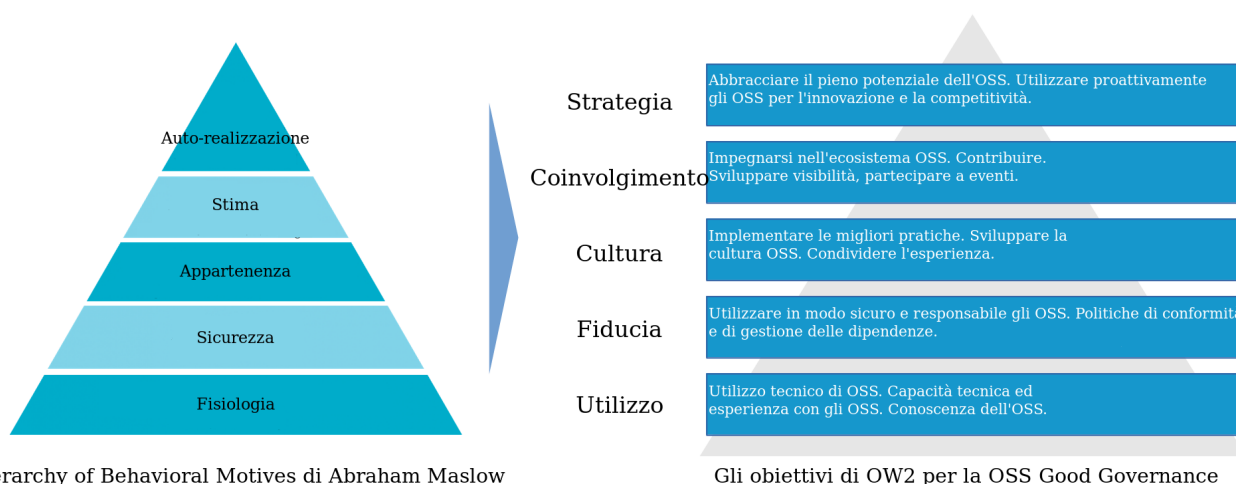 Auto-realizzazione
Stima
Appartenenza
Sicurezza
Fisiologia
Strategia
Coinvolgimento
Cultura
Fiducia
Utilizzo
Abbracciare il pieno potenziale dell'OSS. Utilizzare proattivamente
gli OSS per l'innovazione e la competitività.
Impegnarsi nell'ecosistema OSS. Contribuire.
Sviluppare visibilità, partecipare a eventi.
Implementare le migliori pratiche. Sviluppare la
cultura OSS. Condividere l'esperienza.
Utilizzare in modo sicuro e responsabile gli OSS. Politiche di conformità
e di gestione delle dipendenze.
Utilizzo tecnico di OSS. Capacità tecnica ed
esperienza con gli OSS. Conoscenza dell'OSS.
erarchy of Behavioral Motives di Abraham Maslow
Gli obiettivi di OW2 per la OSS Good Governance